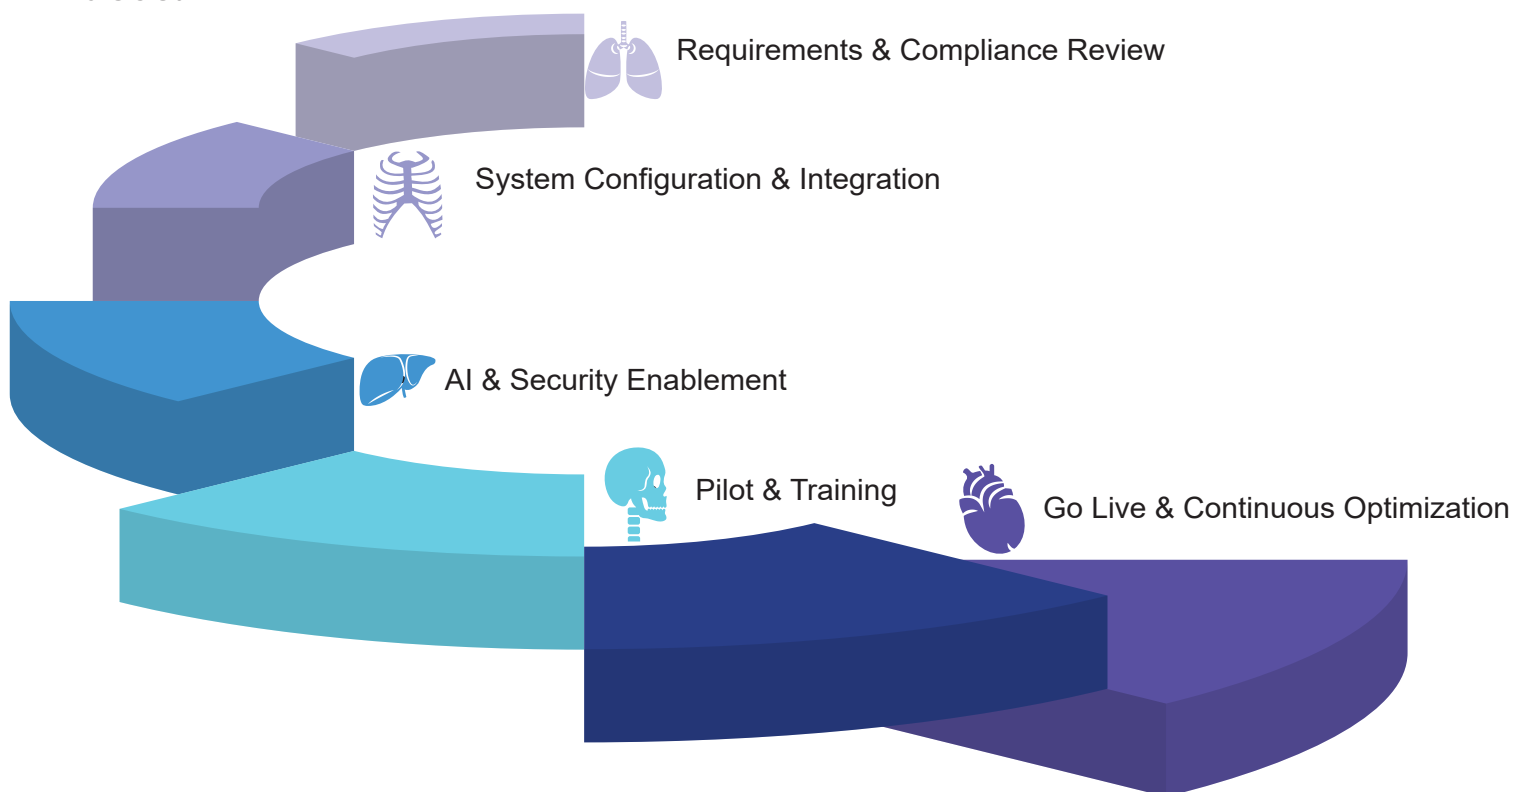 Requirements & Compliance Review
System Configuration & Integration
AI & Security Enablement
Pilot & Training
Go Live & Continuous Optimization